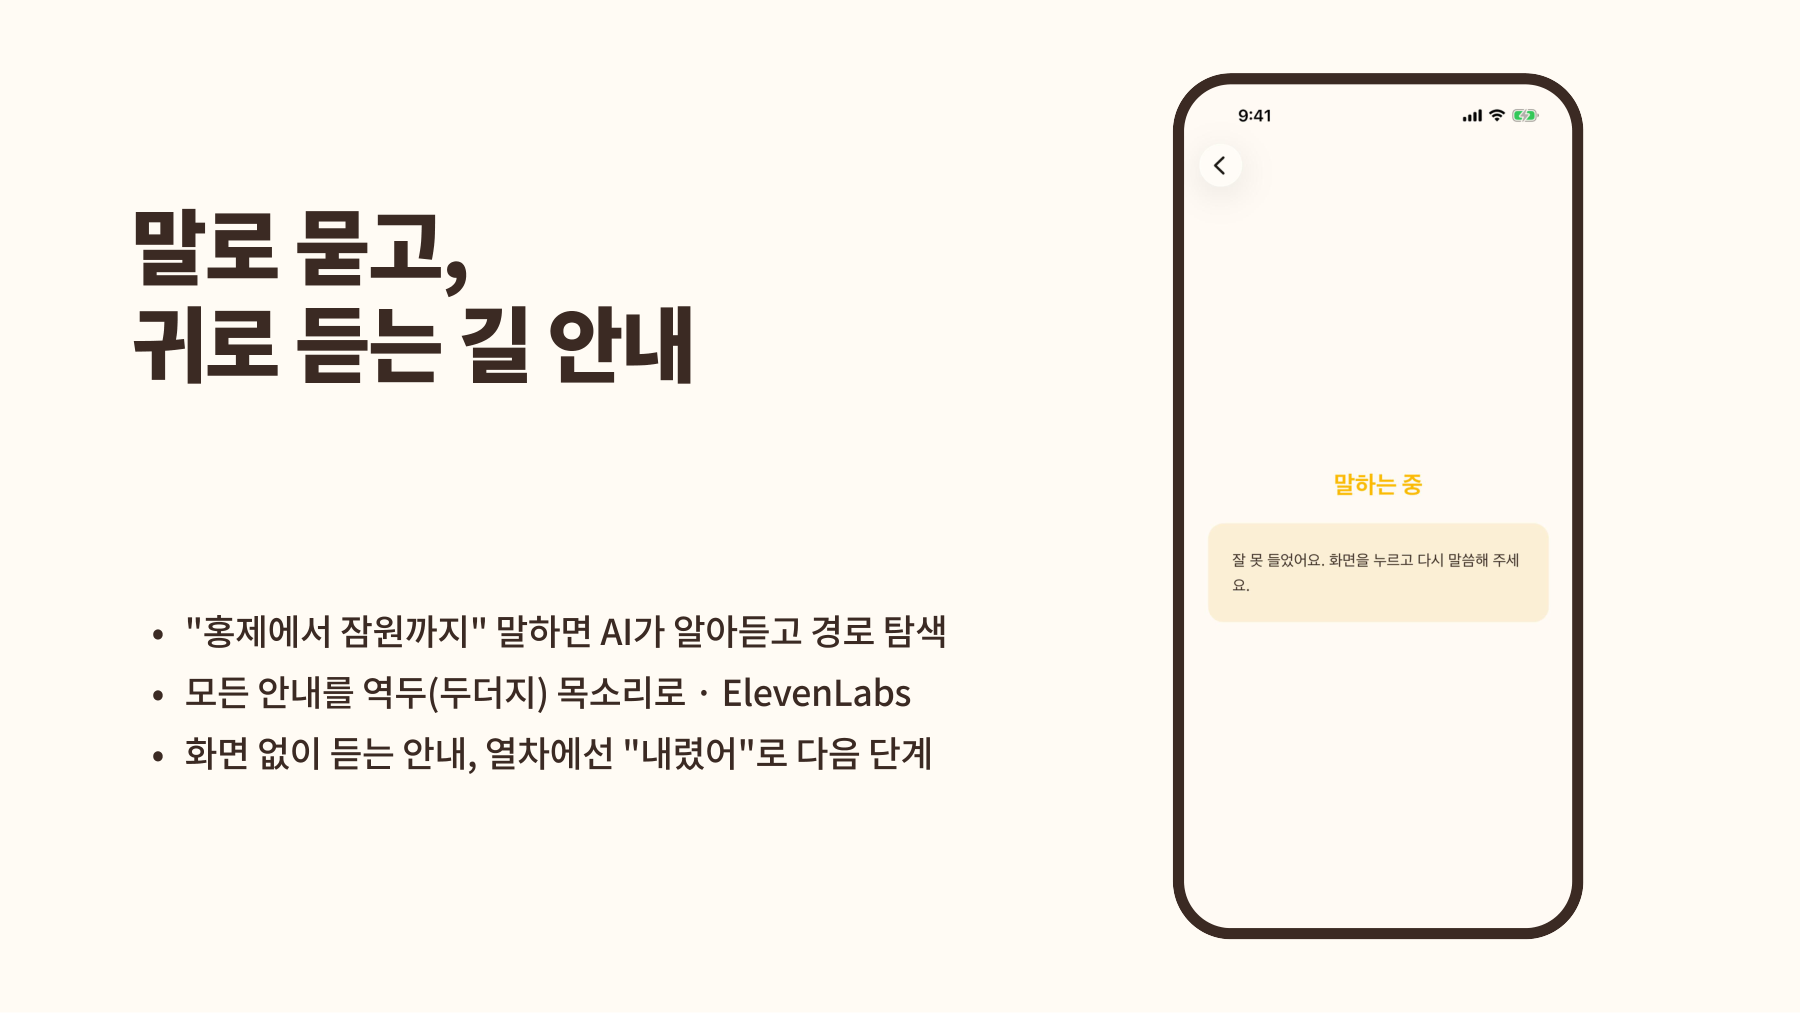 말로 묻고,
귀로 듣는 길 안내
• "홍제에서 잠원까지" 말하면 AI가 알아듣고 경로 탐색
• 모든 안내를 역두(두더지) 목소리로 · ElevenLabs
• 화면 없이 듣는 안내, 열차에선 "내렸어"로 다음 단계
9:41
말하는 중
잘 못 들었어요. 화면을 누르고 다시 말씀해 주세
요.